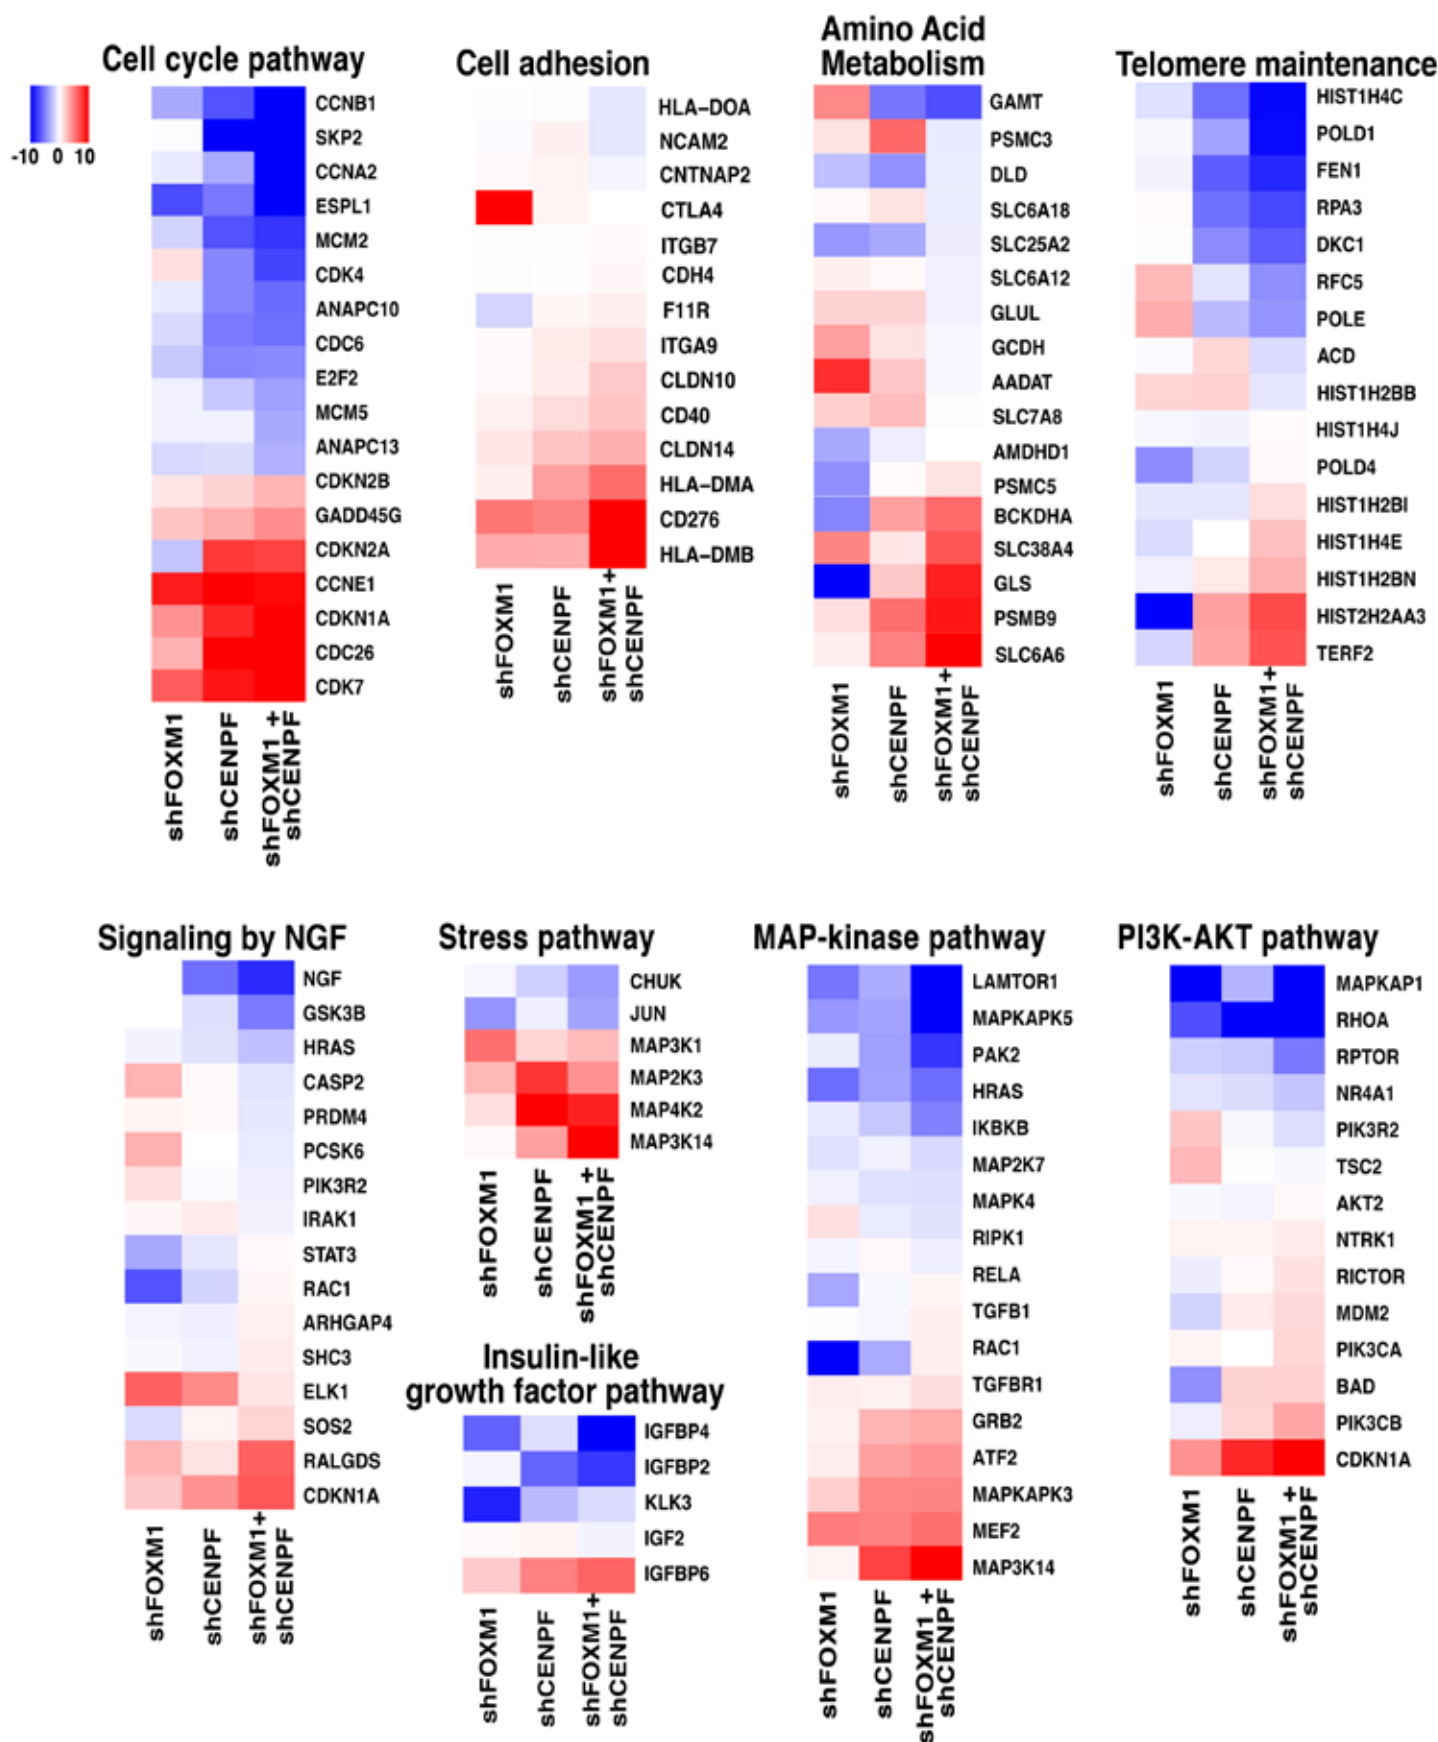 Cell cycle pathway
-10 0 10
CCNB1
SKP2
CCNA2
ESPL1
MCM2
CDK4
ANAPC10
CDC6
E2F2
MCM5
ANAPC13
CDKN2B
GADD45G
CDKN2A
CCNE1
CDKN1A
CDC26
CDK7
shFOXM1
shCENPF
shFOXM1 +
shCENPF
Cell adhesion
HLA-DOA
NCAM2
CNTNAP2
CTLA4
ITGB7
CDH4
F11R
ITGA9
CLDN10
CD40
CLDN14
HLA-DMA
CD276
HLA-DMB
shFOXM1
shCENPF
shFOXM1+
shCENPF
Amino Acid
Metabolism
GAMT
PSMC3
DLD
SLC6A18
SLC25A2
SLC6A12
GLUL
GCDH
AADAT
SLC7A8
AMDHD1
PSMC5
BCKDHA
SLC38A4
GLS
PSMB9
SLC6A6
shFOXM1
shCENPF
shFOXM1+
shCENPF
Telomere maintenance
HIST1H4C
POLD1
FEN1
RPA3
DKC1
RFC5
POLE
ACD
HIST1H2BB
HIST1H4J
POLD4
HIST1H2BI
HIST1H4E
HIST1H2BN
HIST2H2AA3
TERF2
shFOXM1
shCENPF
shFOXM1+
shCENPF
Signaling by NGF
NGF
GSK3B
HRAS
CASP2
PRDM4
PCSK6
PIK3R2
IRAK1
STAT3
RAC1
ARHGAP4
SHC3
ELK1
SOS2
RALGDS
CDKN1A
shFOXM1
shCENPF
shFOXM1+
shCENPF
Stress pathway
CHUK
JUN
MAP3K1
MAP2K3
MAP4K2
MAP3K14
shFOXM1
shCENPF
shFOXM1 +
shCENPF
Insulin-like
growth factor pathway
IGFBP4
IGFBP2
KLK3
IGF2
IGFBP6
shFOXM1
shCENPF
shFOXM1+
shCENPF
MAP-kinase pathway
LAMTOR1
MAPKAPK5
PAK2
HRAS
IKBKB
MAP2K7
MAPK4
RIPK1
RELA
TGFB1
RAC1
TGFBR1
GRB2
ATF2
MAPKAPK3
MEF2
MAP3K14
shFOXM1
shCENPF
shFOXM1 +
shCENPF
PI3K-AKT pathway
MAPKAP1
RHOA
RPTOR
NR4A1
PIK3R2
TSC2
AKT2
NTRK1
RICTOR
MDM2
PIK3CA
BAD
PIK3CB
CDKN1A
shFOXM1
shCENPF
shFOXM1 +
shCENPF